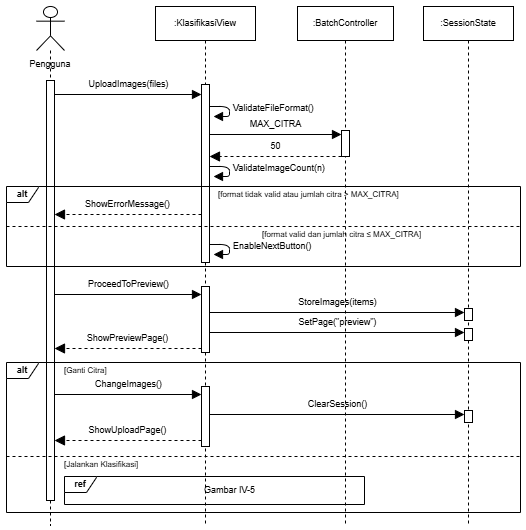 :KlasifikasiView
:BatchController
:SessionState
Pengguna
UploadImages(files)
ValidateFileFormat()
MAX_CITRA
50
ValidateImageCount(n)
alt
[format tidak valid atau jumlah citra > MAX_CITRA]
ShowErrorMessage()
[format valid dan jumlah citra ≤ MAX_CITRA]
EnableNextButton()
ProceedToPreview()
StoreImages(items)
SetPage("preview")
ShowPreviewPage()
alt
[Ganti Citra]
ChangeImages()
ClearSession()
ShowUploadPage()
[Jalankan Klasifikasi]
ref
Gambar IV-5